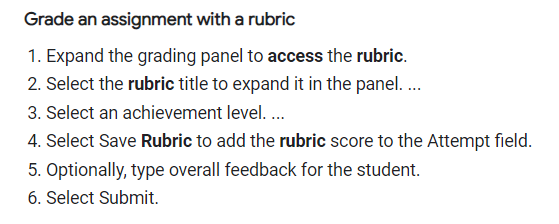 Grade an assignment with a rubric
1. Expand the grading panel to access the rubric.
2. Select the rubric title to expand it in the panel. ...
3. Select an achievement level. ...
4. Select Save Rubric to add the rubric score to the Attempt field.
5. Optionally, type overall feedback for the student.
6. Select Submit.